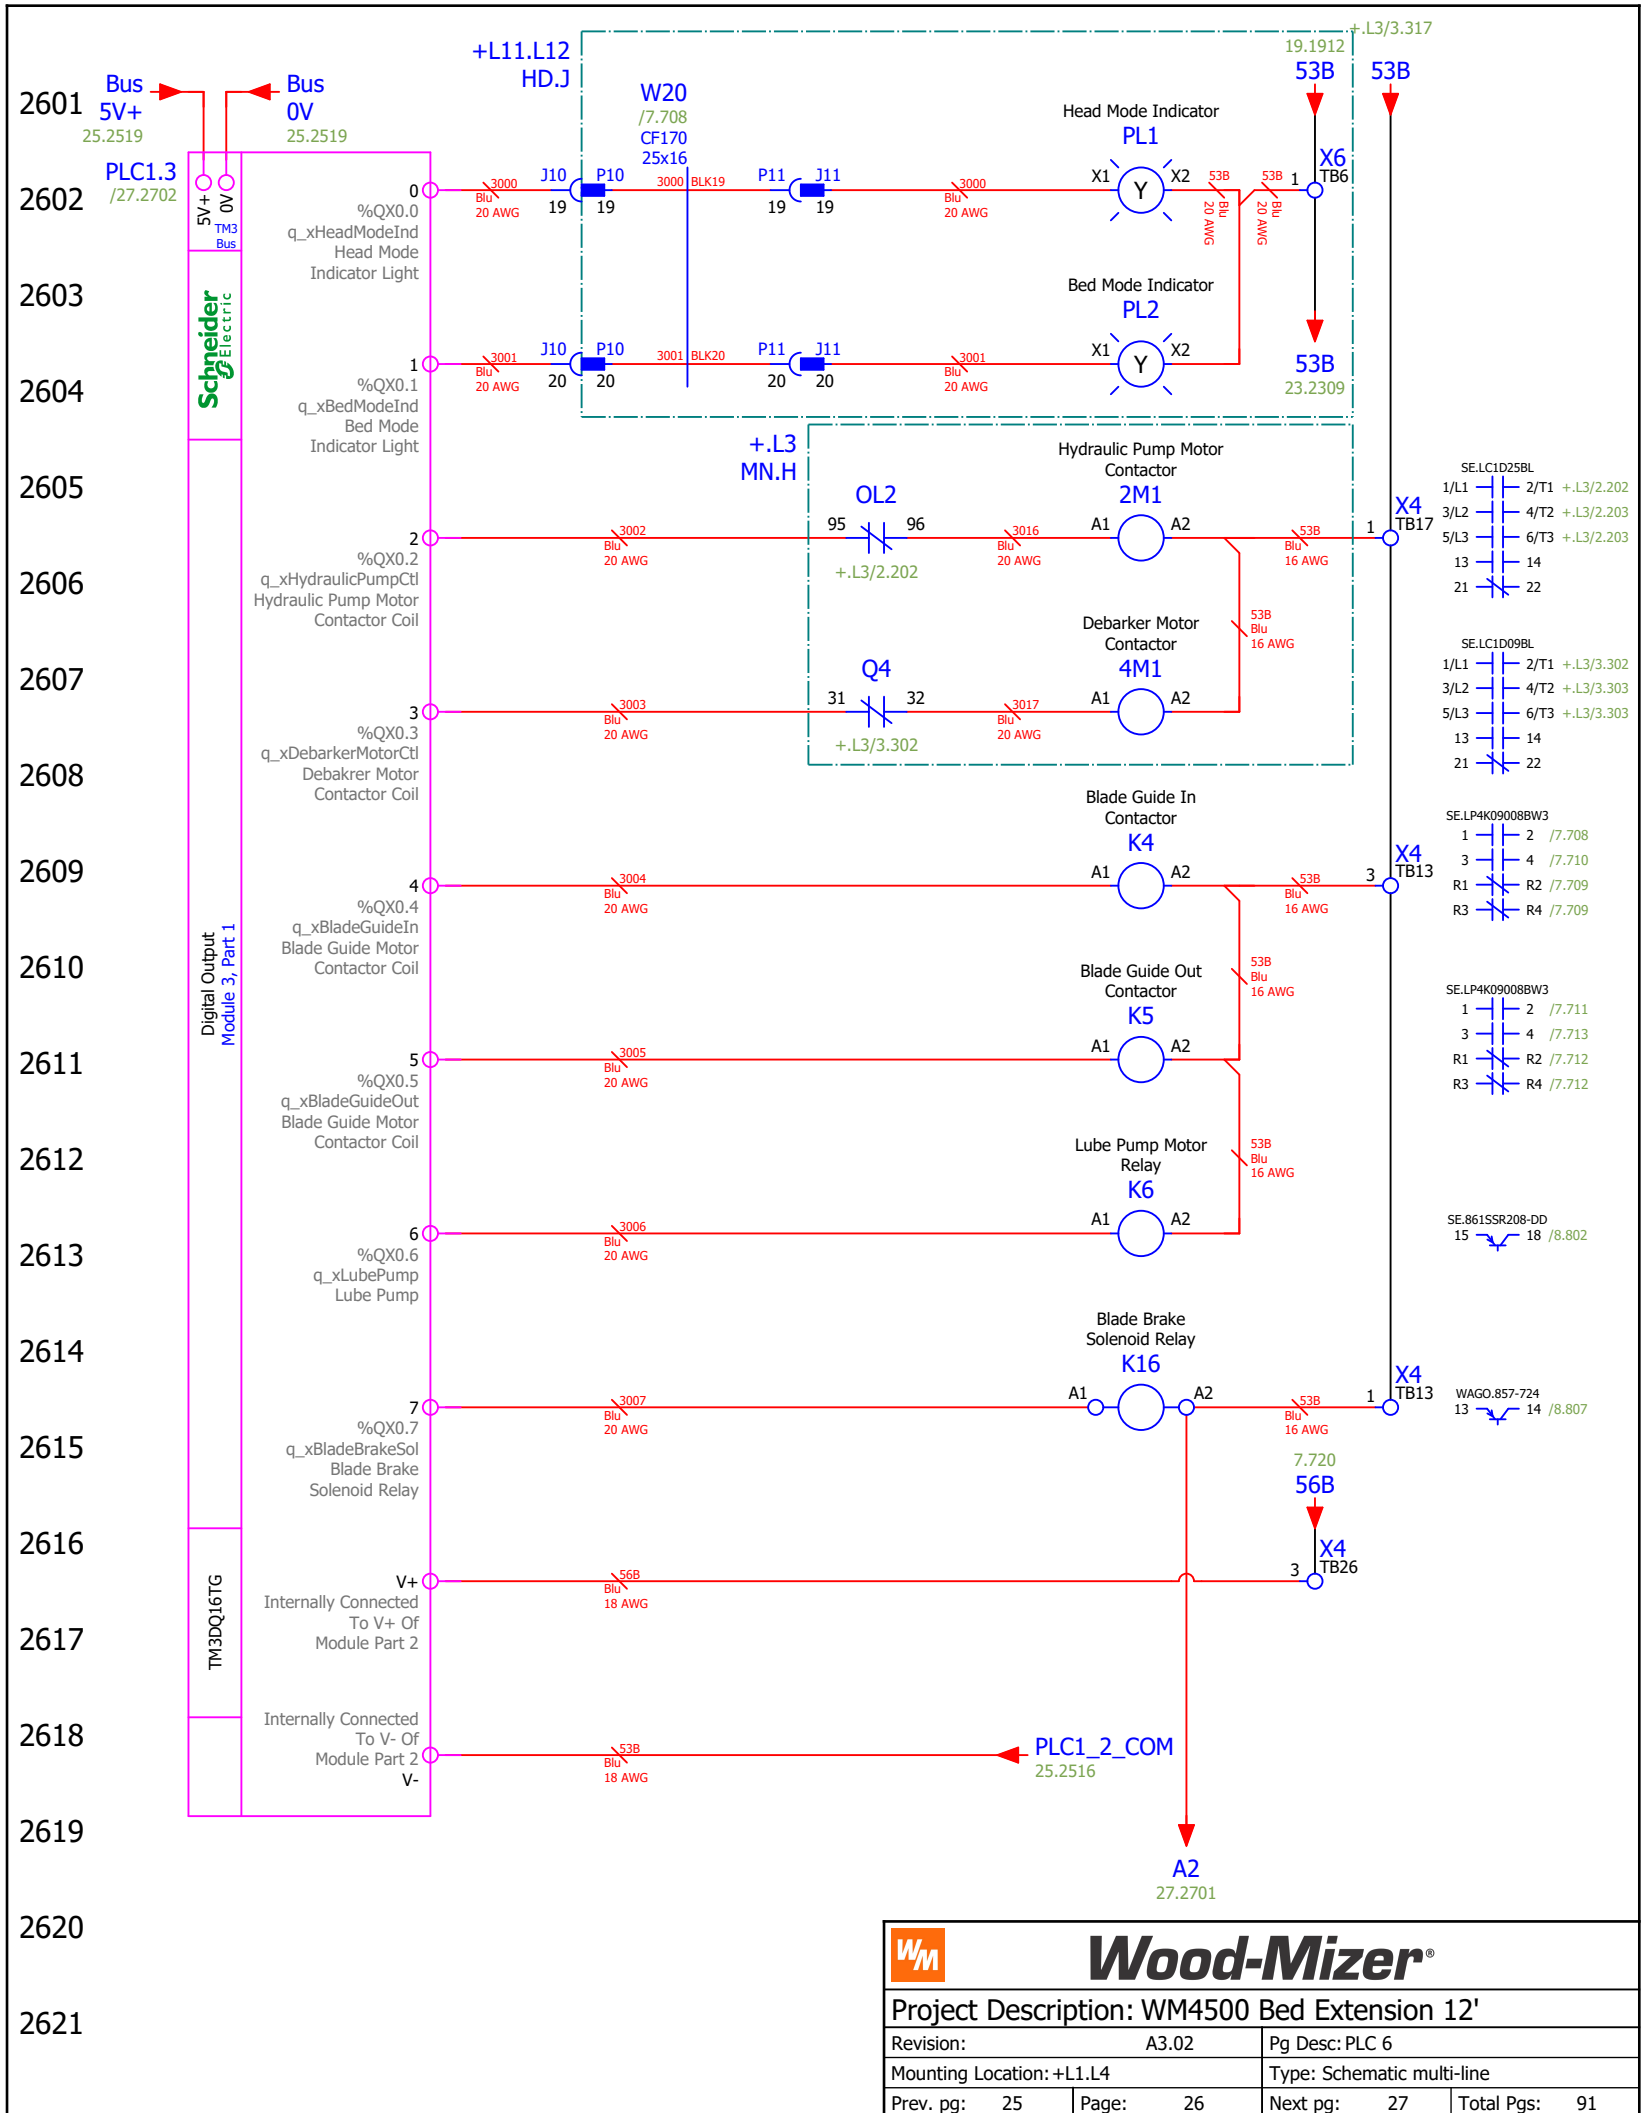 2601
2602
2603
2604
2605
2606
2607
2608
2609
2610
2611
2612
2613
2614
2615
2616
2617
2618
2619
2620
2621
Bus
5V+
25.2519
Bus
0V
25.2519
PLC1.3
/27.2702
5V+
0V
TM3
Bus
Schneider
Electric
Digital Output
Module 3, Part 1
TM3DQ16TG
0
%QX0.0
q_xHeadModeInd
Head Mode
Indicator Light
1
%QX0.1
q_xBedModeInd
Bed Mode
Indicator Light
2
%QX0.2
q_xHydraulicPumpCtl
Hydraulic Pump Motor
Contactor Coil
3
%QX0.3
q_xDebarkerMotorCtl
Debakrer Motor
Contactor Coil
4
%QX0.4
q_xBladeGuideIn
Blade Guide Motor
Contactor Coil
5
%QX0.5
q_xBladeGuideOut
Blade Guide Motor
Contactor Coil
6
%QX0.6
q_xLubePump
Lube Pump
7
%QX0.7
q_xBladeBrakeSol
Blade Brake
Solenoid Relay
V+
Internally Connected
To V+ Of
Module Part 2
Internally Connected
To V- Of
Module Part 2
V-
+L11.L12
HD.J
W20
/7.708
CF170
25x16
3000
Blu
20 AWG
J10 P10
19 19
3000 BLK19
P11 J11
19 19
3000
Blu
20 AWG
Head Mode Indicator
PL1
X1 Y X2
53B
Blu
20 AWG
53B
Blu
20 AWG
19.1912
53B
+.L3/3.317
53B
1
X6
TB6
3001
Blu
20 AWG
J10 P10
20 20
3001 BLK20
P11 J11
20 20
3001
Blu
20 AWG
Bed Mode Indicator
PL2
X1 Y X2
53B
23.2309
+.L3
MN.H
3002
Blu
20 AWG
OL2
95 96
+.L3/2.202
3016
Blu
20 AWG
Hydraulic Pump Motor
Contactor
2M1
A1 A2
53B
Blu
16 AWG
1
X4
TB17
53B
Blu
16 AWG
3003
Blu
20 AWG
Q4
31 32
+.L3/3.302
3017
Blu
20 AWG
Debarker Motor
Contactor
4M1
A1 A2
3004
Blu
20 AWG
Blade Guide In
Contactor
K4
A1 A2
53B
Blu
16 AWG
3
X4
TB13
53B
Blu
16 AWG
3005
Blu
20 AWG
Blade Guide Out
Contactor
K5
A1 A2
53B
Blu
16 AWG
3006
Blu
20 AWG
Lube Pump Motor
Relay
K6
A1 A2
3007
Blu
20 AWG
Blade Brake
Solenoid Relay
K16
A1 A2
53B
Blu
16 AWG
1
X4
TB13
7.720
56B
56B
Blu
18 AWG
3
X4
TB26
53B
Blu
18 AWG
PLC1_2_COM
25.2516
A2
27.2701
SE.LC1D25BL
1/L1 2/T1 +.L3/2.202
3/L2 4/T2 +.L3/2.203
5/L3 6/T3 +.L3/2.203
13 14
21 22
SE.LC1D09BL
1/L1 2/T1 +.L3/3.302
3/L2 4/T2 +.L3/3.303
5/L3 6/T3 +.L3/3.303
13 14
21 22
SE.LP4K09008BW3
1 2 /7.708
3 4 /7.710
R1 R2 /7.709
R3 R4 /7.709
SE.LP4K09008BW3
1 2 /7.711
3 4 /7.713
R1 R2 /7.712
R3 R4 /7.712
SE.861SSR208-DD
15 18 /8.802
WAGO.857-724
13 14 /8.807
WM Wood-Mizer®
Project Description: WM4500 Bed Extension 12'
Revision: A3.02 Pg Desc: PLC 6
Mounting Location: +L1.L4 Type: Schematic multi-line
Prev. pg: 25 Page: 26 Next pg: 27 Total Pgs: 91